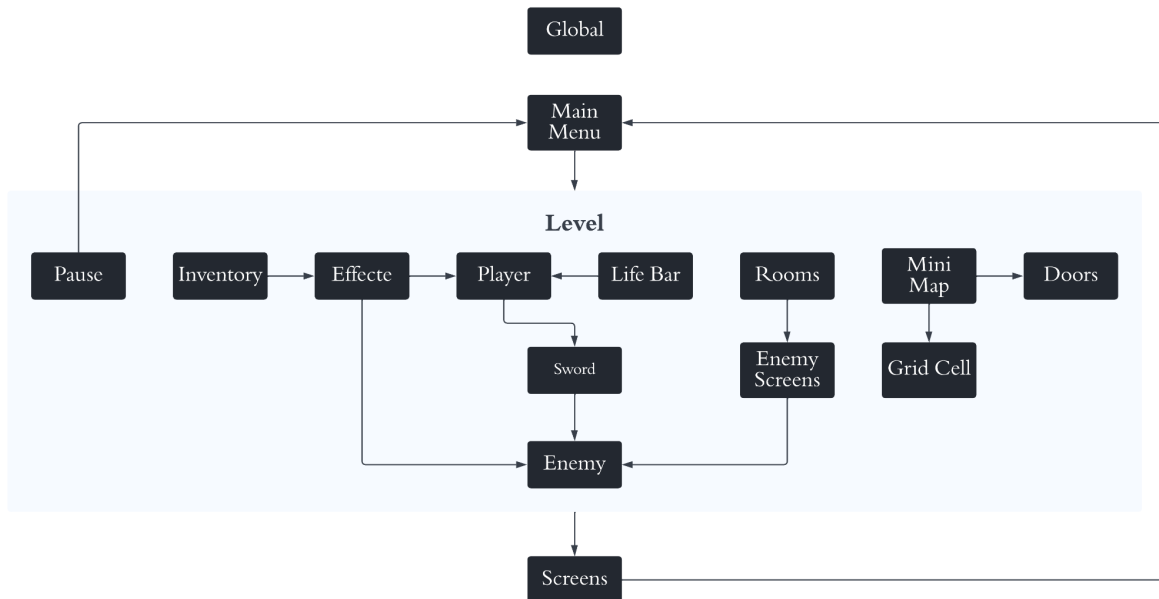 Global
Main
Menu
Level
Pause
Inventory
Effecte
Player
Life Bar
Rooms
Mini
Map
Doors
Sword
Enemy
Screens
Grid Cell
Enemy
Screens